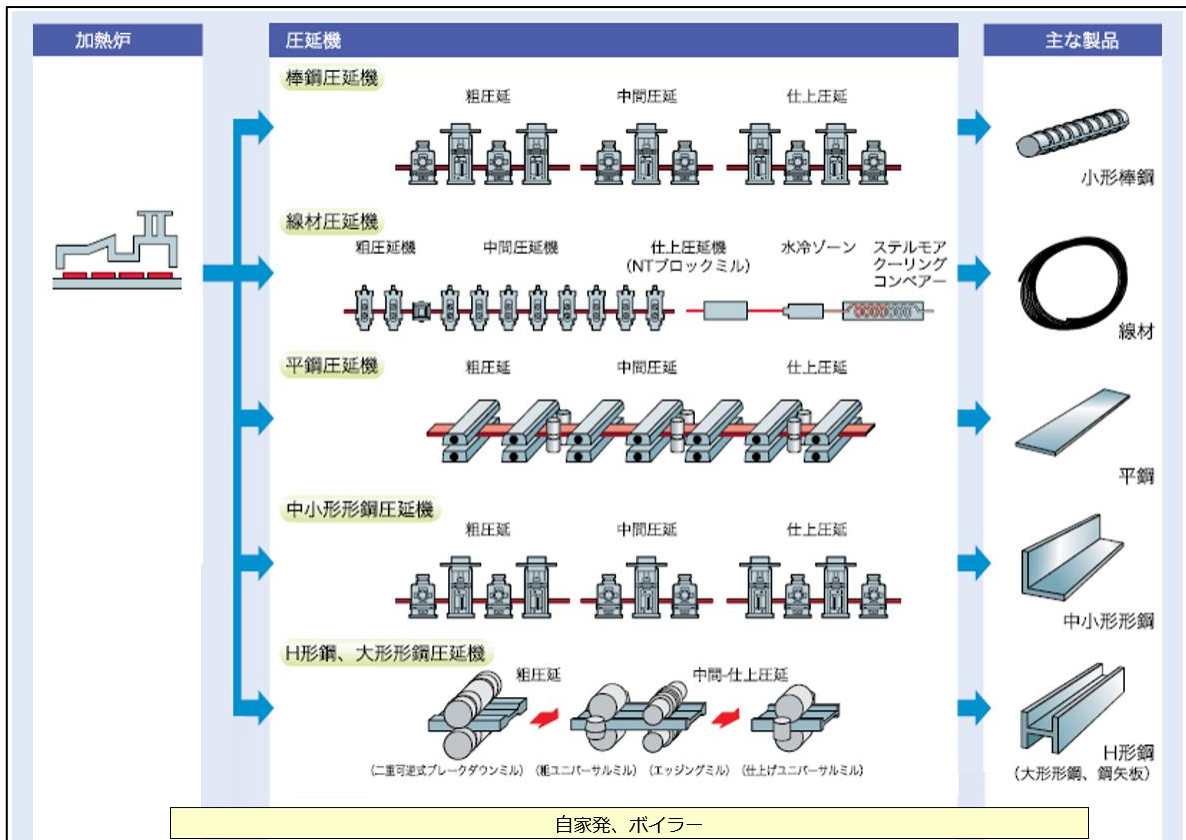 加熱炉
圧延機
主な製品
棒鋼圧延機
粗圧延
中間圧延
仕上圧延
小形棒鋼
線材圧延機
粗圧延機
中間圧延機
仕上圧延機
(NTブロックミル)
水冷ゾーン
ステルモア
クーリング
コンベアー
線材
平鋼圧延機
粗圧延
中間圧延
仕上圧延
平鋼
中小形形鋼圧延機
粗圧延
中間圧延
仕上圧延
中小形形鋼
H形鋼、大形形鋼圧延機
粗圧延
中間-仕上圧延
(二重可逆式ブレークダウンミル)
(粗ユニバーサルミル)
(エッジングミル)
(仕上げユニバーサルミル)
H形鋼
(大形形鋼、鋼矢板)
自家発、ボイラー